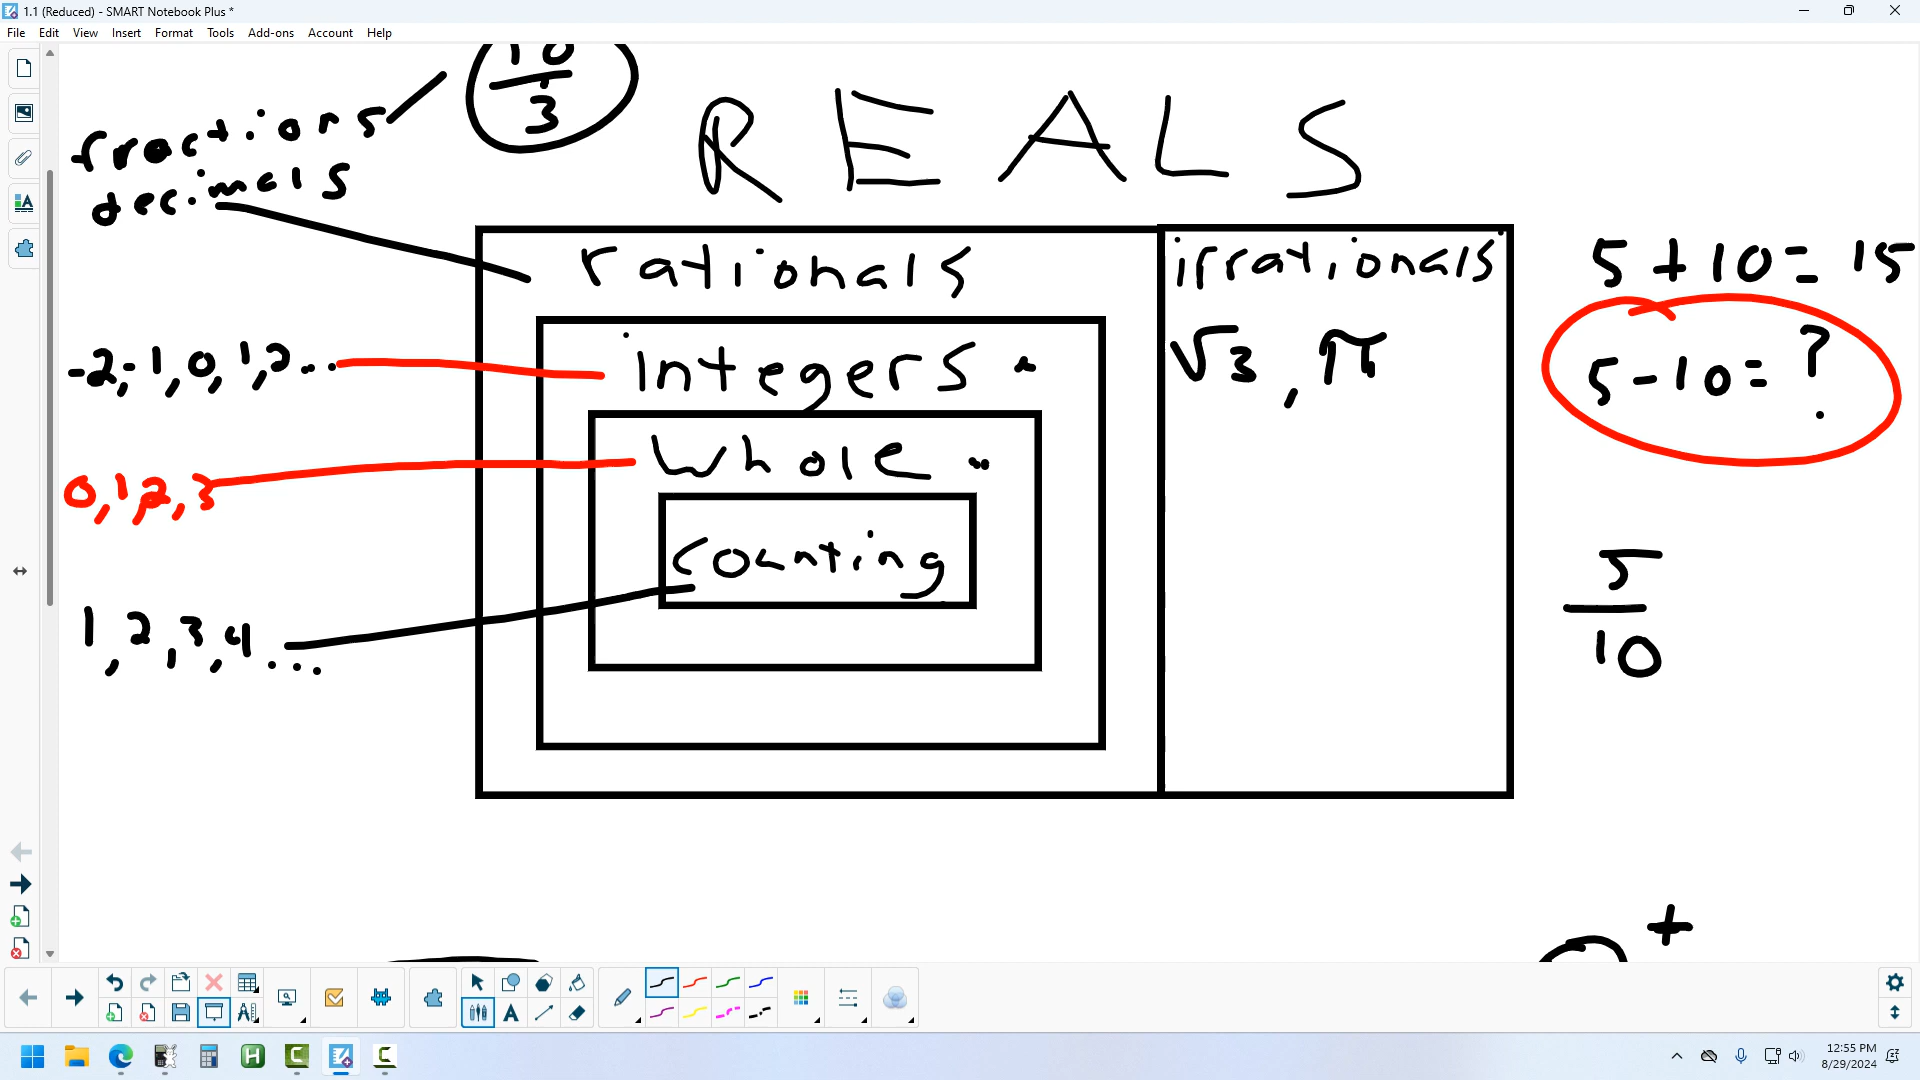 1.1 (Reduced) - SMART Notebook Plus *
File Edit View Insert Format Tools Add-ons Account Help
10
3
fractions
decimals
REALS
rationals
irrationals
5 + 10 = 15
-2, -1, 0, 1, 2...
integers
√3, π
5 - 10 = ?
0, 1, 2, 3
whole
counting
5
10
1, 2, 3, 4...
+
12:55 PM
8/29/2024